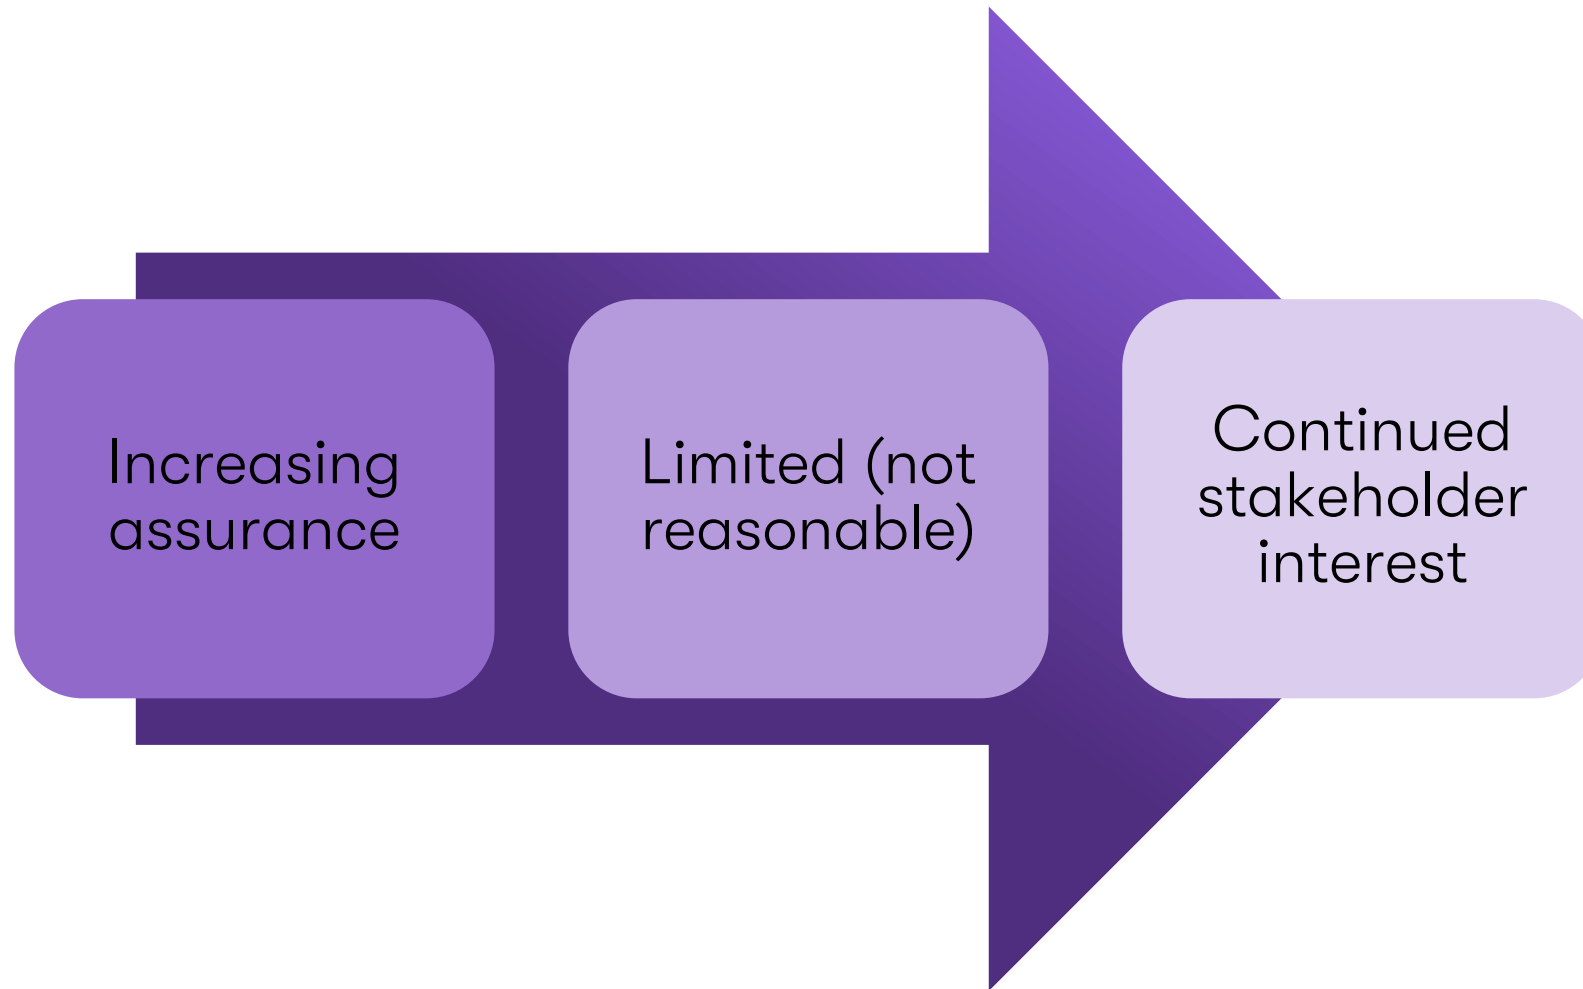 Increasing
assurance
Limited (not
reasonable)
Continued
stakeholder
interest